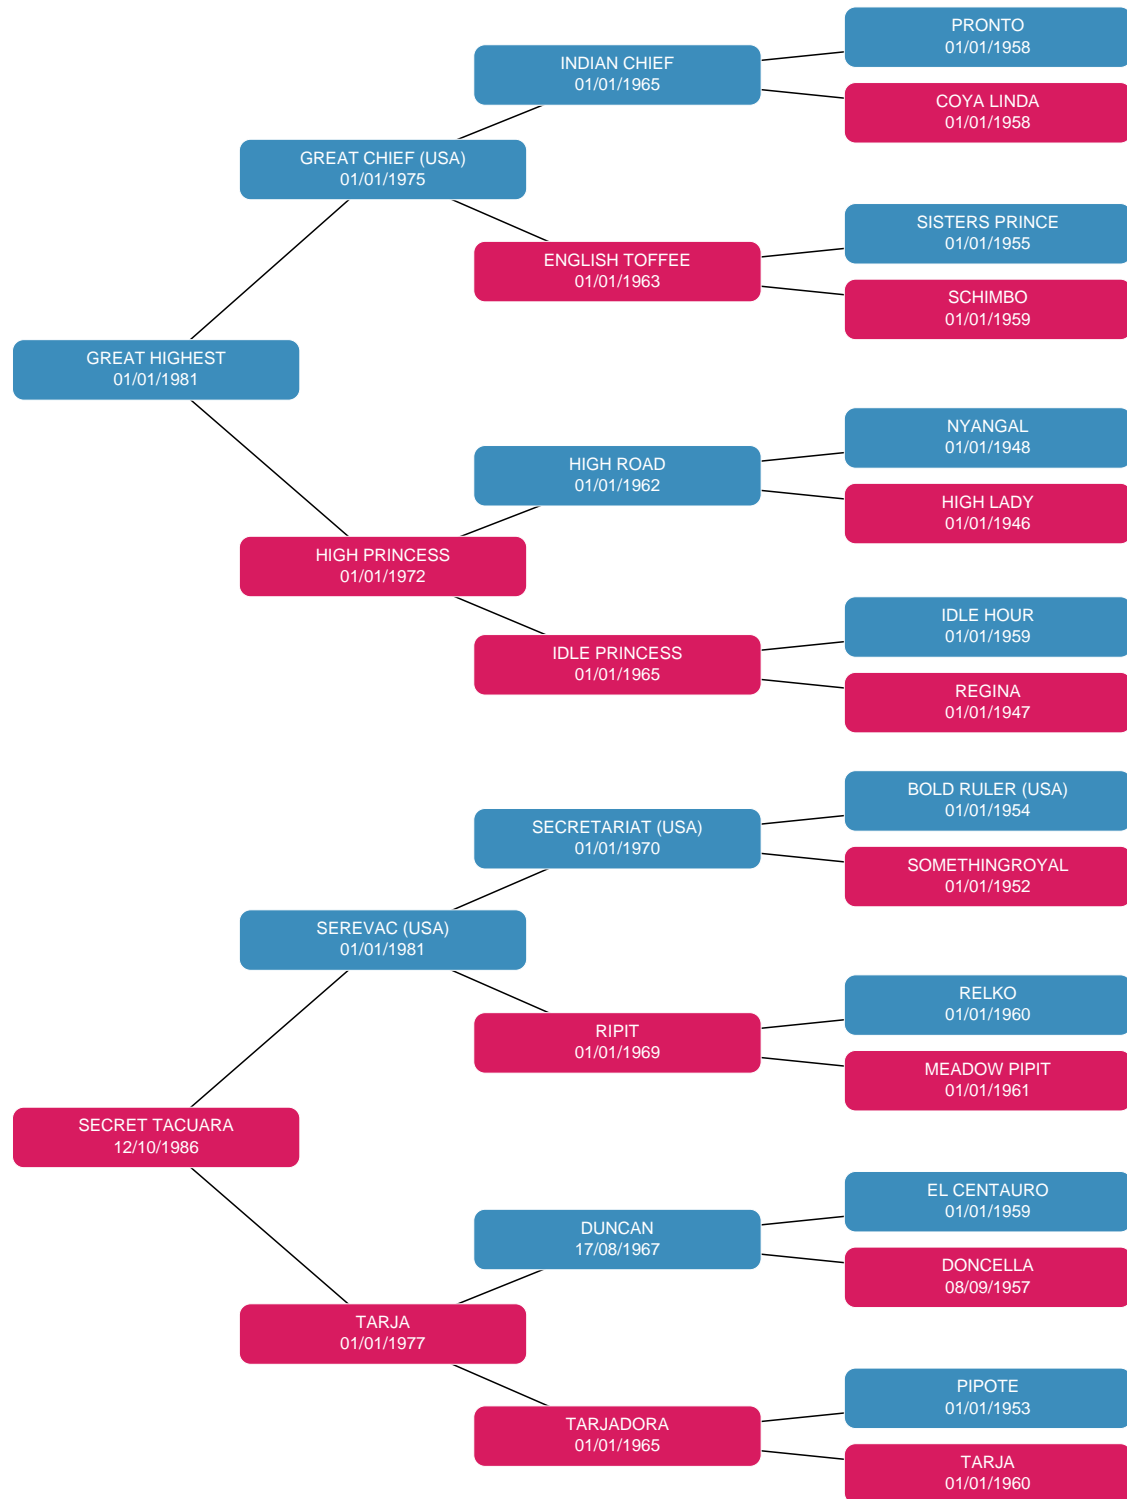 PRONTO
01/01/1958
INDIAN CHIEF
01/01/1965
COYA LINDA
01/01/1958
GREAT CHIEF (USA)
01/01/1975
SISTERS PRINCE
01/01/1955
ENGLISH TOFFEE
01/01/1963
SCHIMBO
01/01/1959
GREAT HIGHEST
01/01/1981
NYANGAL
01/01/1948
HIGH ROAD
01/01/1962
HIGH LADY
01/01/1946
HIGH PRINCESS
01/01/1972
IDLE HOUR
01/01/1959
IDLE PRINCESS
01/01/1965
REGINA
01/01/1947
BOLD RULER (USA)
01/01/1954
SECRETARIAT (USA)
01/01/1970
SOMETHINGROYAL
01/01/1952
SEREVAC (USA)
01/01/1981
RELKO
01/01/1960
RIPIT
01/01/1969
MEADOW PIPIT
01/01/1961
SECRET TACUARA
12/10/1986
EL CENTAURO
01/01/1959
DUNCAN
17/08/1967
DONCELLA
08/09/1957
TARJA
01/01/1977
PIPOTE
01/01/1953
TARJADORA
01/01/1965
TARJA
01/01/1960